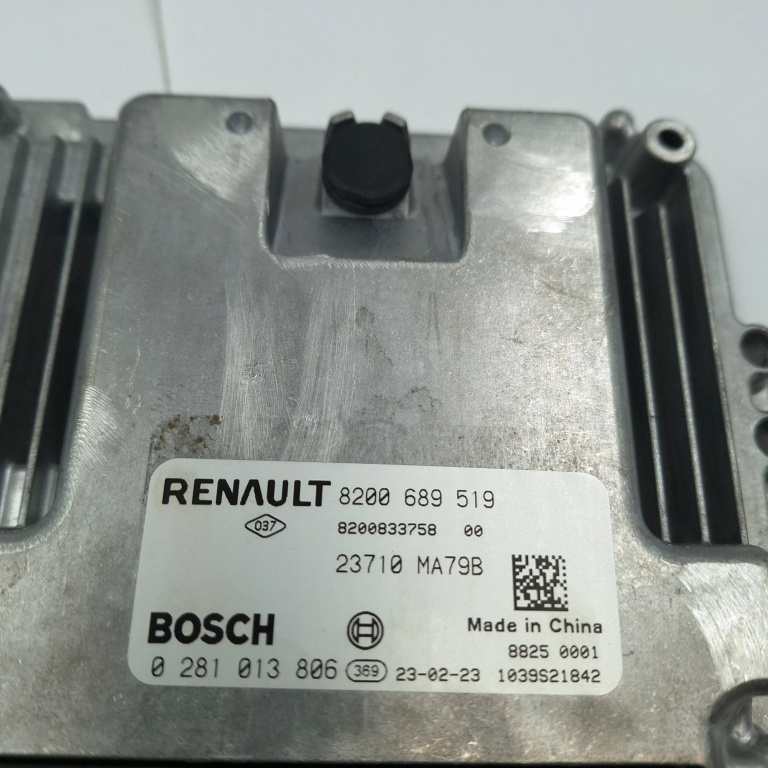 RENAULT 8200 689 519
037 8200833758 00
23710 MA79B
BOSCH Made in China
8825 0001
0 281 013 806 369 23-02-23 1039S21842